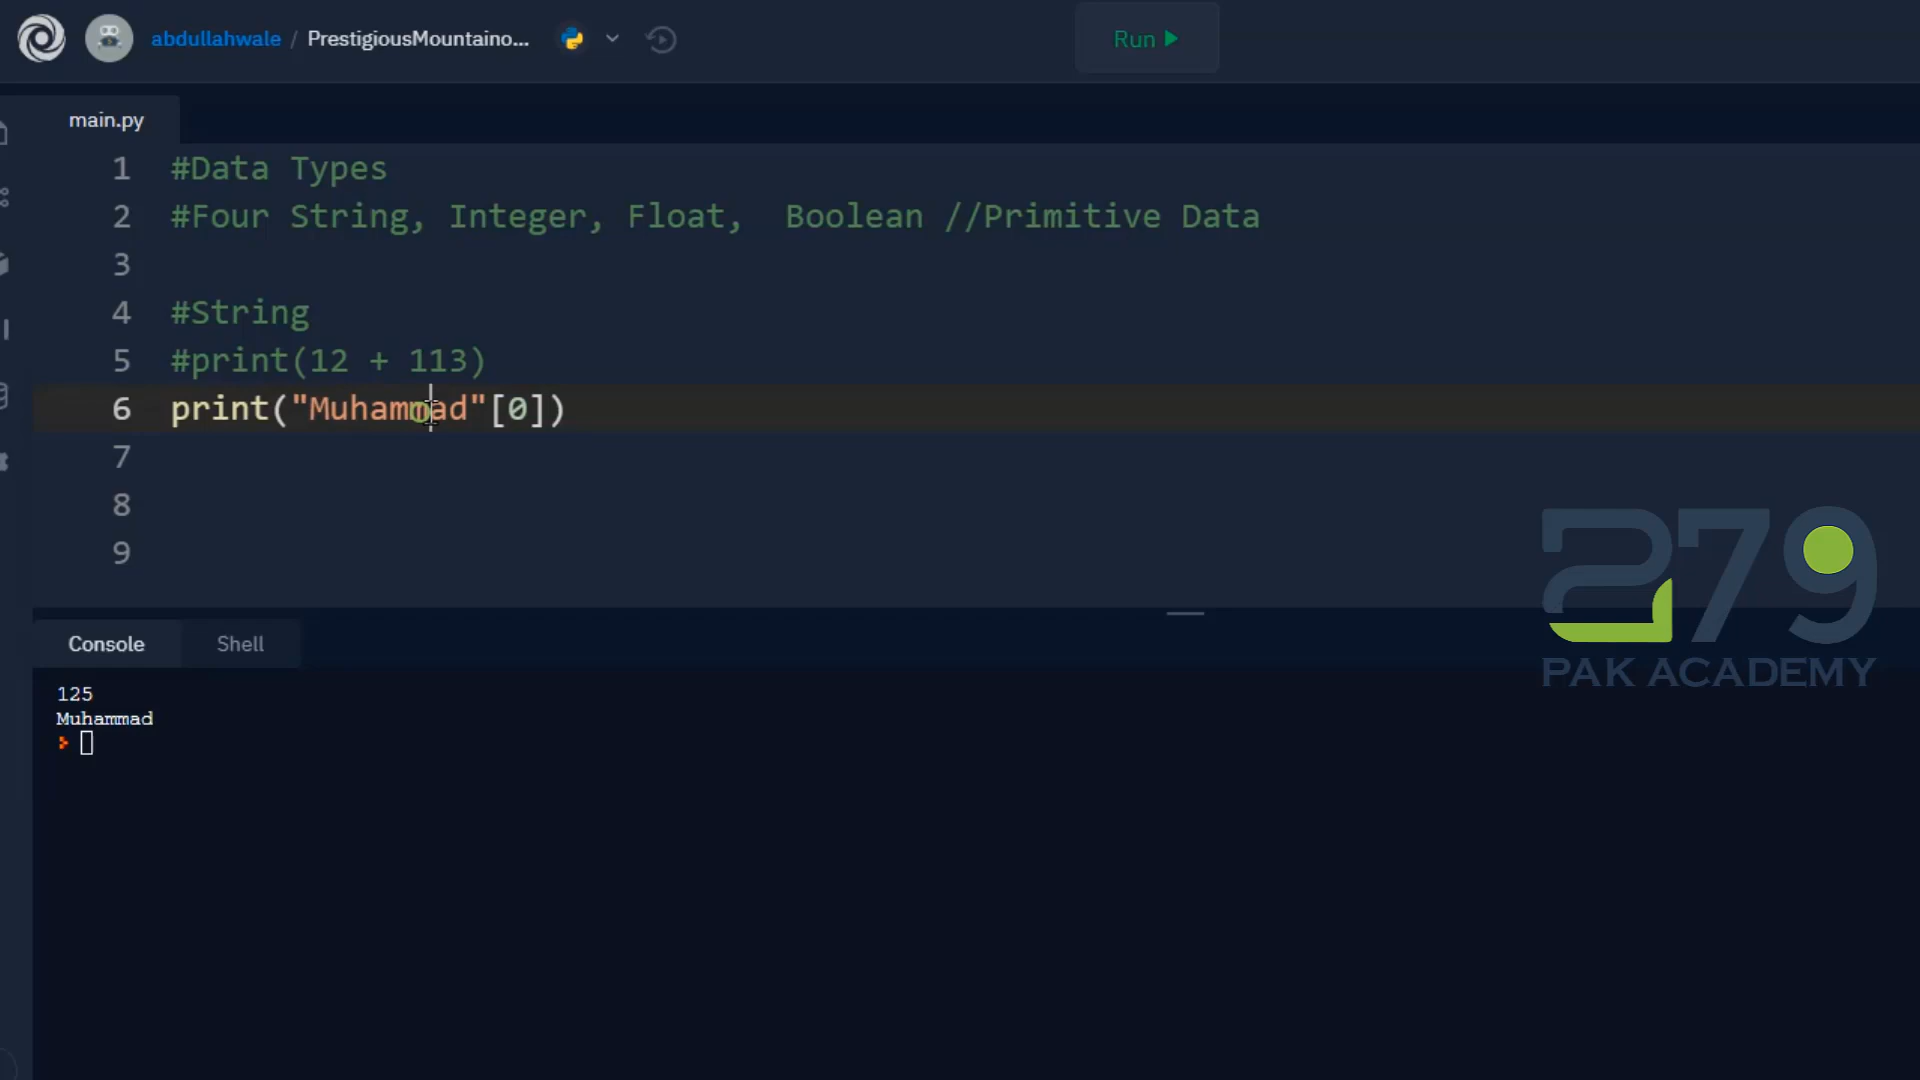 abdullahwale / PrestigiousMountaino...
Run
main.py
1 #Data Types
2 #Four String, Integer, Float,  Boolean //Primitive Data
3
4 #String
5 #print(12 + 113)
6 print("Muhammad"[0])
7
8
9
279
PAK ACADEMY
Console Shell
125
Muhammad